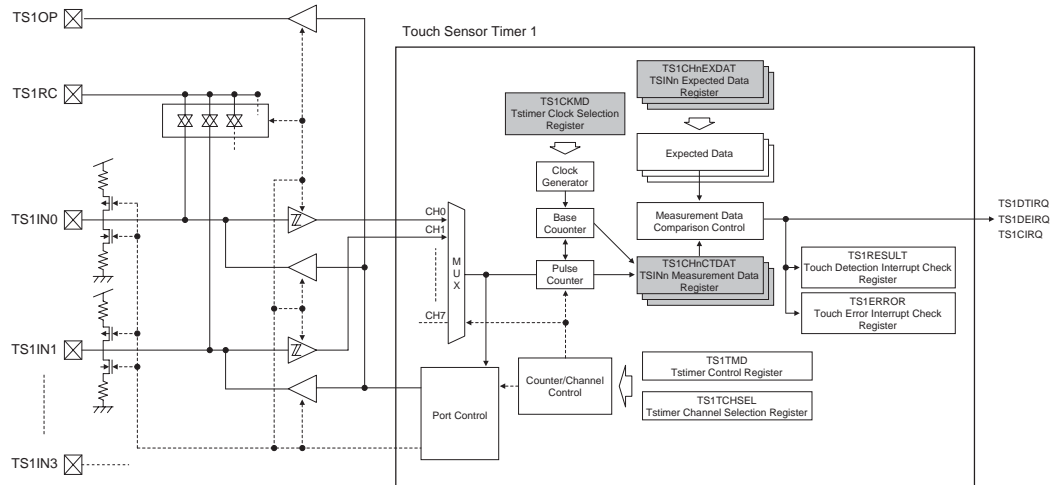 TS1OP
Touch Sensor Timer 1
TS1RC
TS1CKMD
Tstimer Clock Selection
Register
TS1CHnEXDAT
TSINn Expected Data
Register
Expected Data
Clock
Generator
TS1IN0
CH0
CH1
CH7
MUX
Base
Couonter
Pulse
Counter
Measurement Data
Comparison Control
TS1CHnCTDAT
TSINn Measurement Data
Register
TS1DTIRQ
TS1DEIRQ
TS1CIRQ
TS1RESULT
Touch Detection Interrupt Check
Register
TS1ERROR
Touch Error Interrupt Check
Register
TS1IN1
Port Control
Counter/Channel
Control
TS1TMD
Tstimer Control Register
TS1TCHSEL
Tstimer Channel Selection Register
TS1IN3